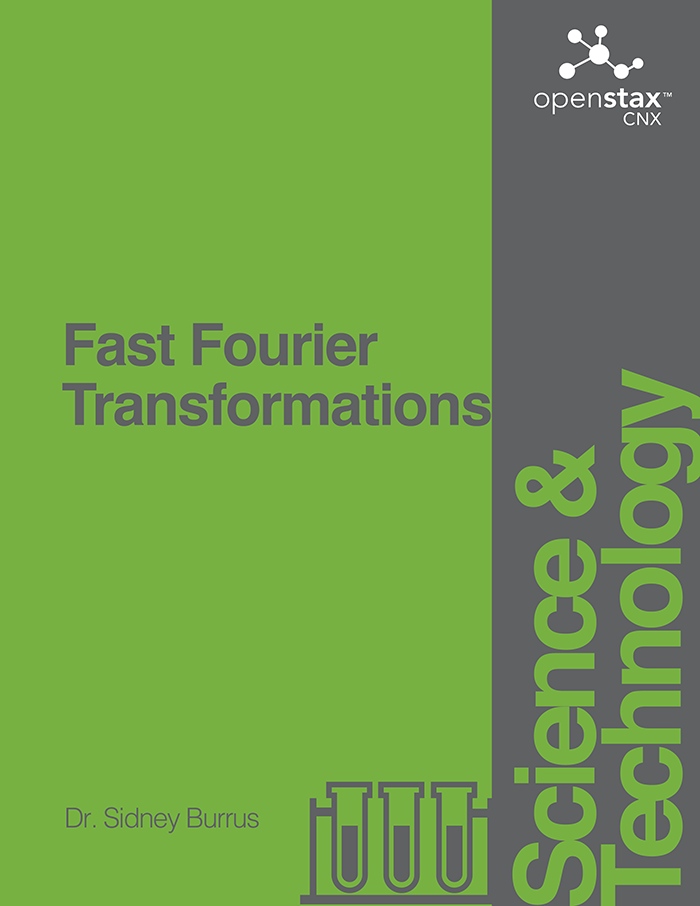 openstax™
CNX
Fast Fourier
Transformations
Science &
Technology
Dr. Sidney Burrus